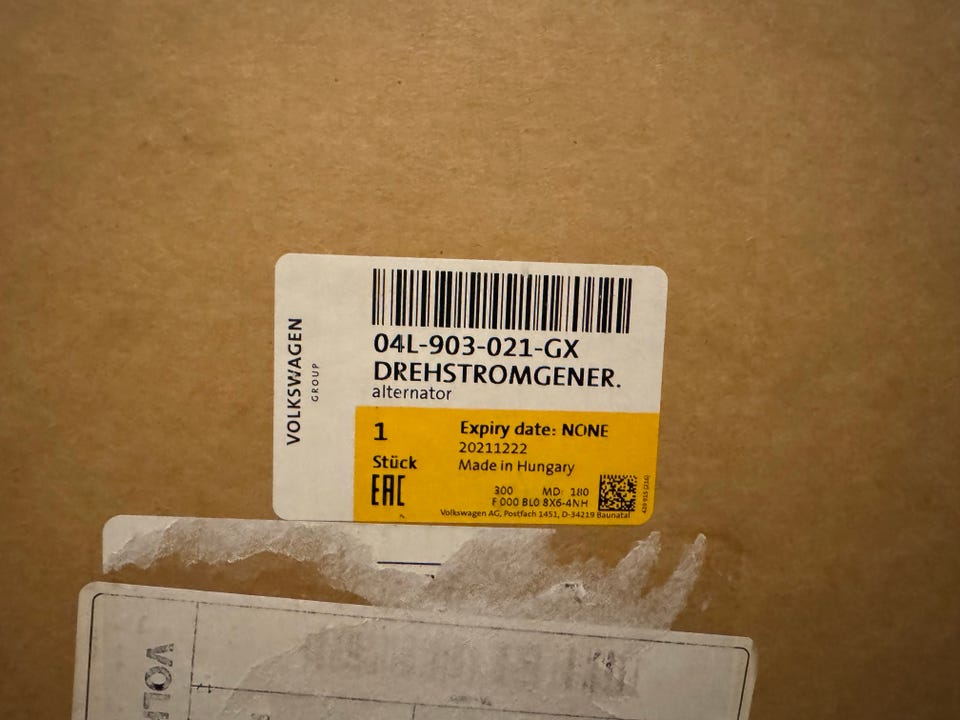 VOLKSWAGEN
GROUP
04L-903-021-GX
DREHSTROMGENER.
alternator
1
Stück
EAC
Expiry date: NONE
20211222
Made in Hungary
300 MD: 180
F 000 BL0 8X6-4NH
Volkswagen AG, Postfach 1451, D-34219 Baunatal